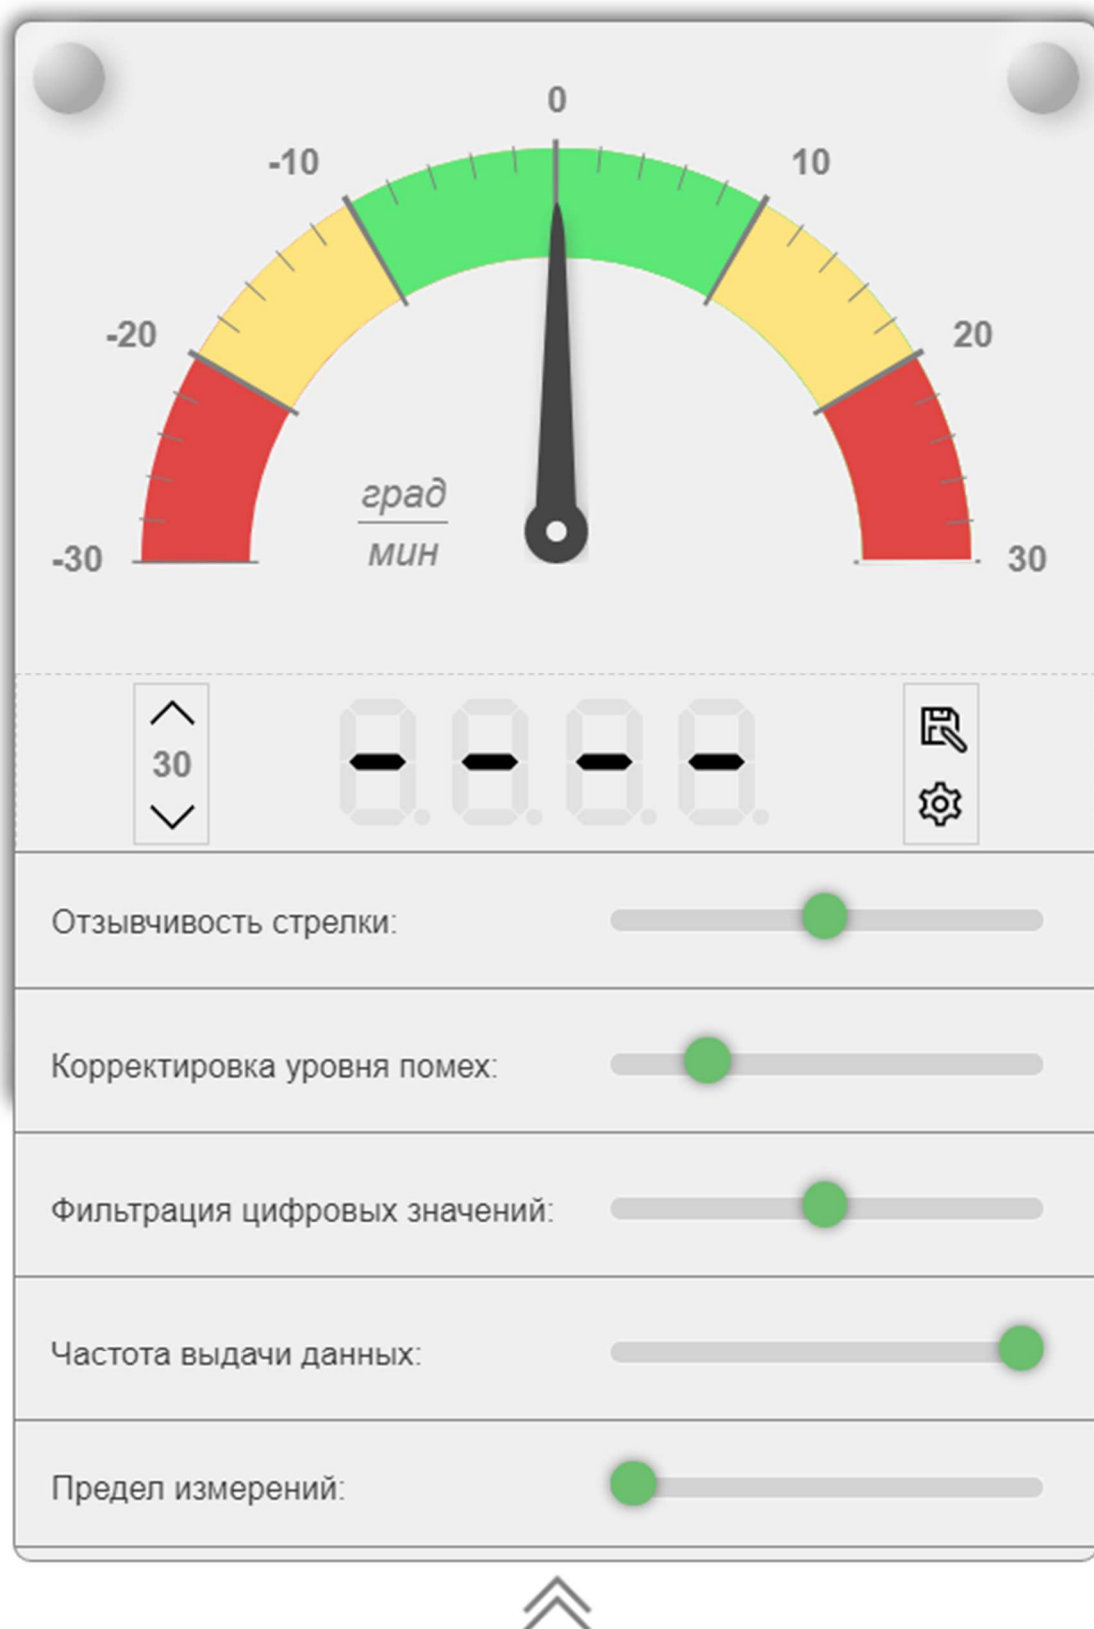 0
-10 10
-20 20
град
мин
-30 30
30
- - - -
Отзывчивость стрелки:
Корректировка уровня помех:
Фильтрация цифровых значений:
Частота выдачи данных:
Предел измерений: